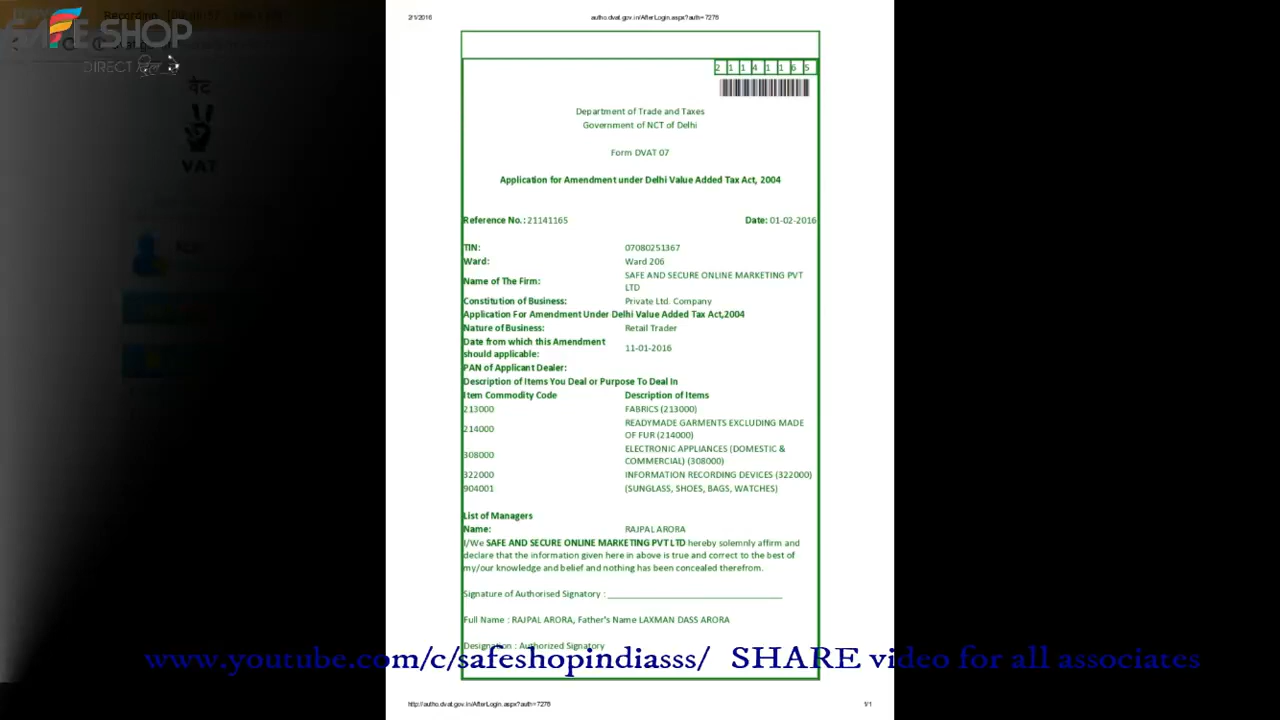 2/1/2016
autho.dvat.gov.in/AfterLogin.aspx?auth=7278
SAFE SHOP
DIRECT दिल से
वैट
VAT
2 1 1 4 1 1 6 5
Department of Trade and Taxes
Government of NCT of Delhi
Form DVAT 07
Application for Amendment under Delhi Value Added Tax Act, 2004
Reference No.: 21141165 Date: 01-02-2016
TIN: 07080251367
Ward: Ward 206
Name of The Firm: SAFE AND SECURE ONLINE MARKETING PVT
LTD
Constitution of Business: Private Ltd. Company
Application For Amendment Under Delhi Value Added Tax Act,2004
Nature of Business: Retail Trader
Date from which this Amendment
should applicable: 11-01-2016
PAN of Applicant Dealer:
Description of Items You Deal or Purpose To Deal In
Item Commodity Code Description of Items
213000 FABRICS (213000)
214000 READYMADE GARMENTS EXCLUDING MADE
OF FUR (214000)
308000 ELECTRONIC APPLIANCES (DOMESTIC &
COMMERCIAL) (308000)
322000 INFORMATION RECORDING DEVICES (322000)
904001 (SUNGLASS, SHOES, BAGS, WATCHES)
List of Managers
Name: RAJPAL ARORA
I/We SAFE AND SECURE ONLINE MARKETING PVT LTD hereby solemnly affirm and
declare that the information given here in above is true and correct to the best of
my/our knowledge and belief and nothing has been concealed therefrom.
Signature of Authorised Signatory :
Full Name : RAJPAL ARORA, Father's Name LAXMAN DASS ARORA
Designation : Authorized Signatory
www.youtube.com/c/safeshopindiasss/ SHARE video for all associates
http://autho.dvat.gov.in/AfterLogin.aspx?auth=7278
1/1